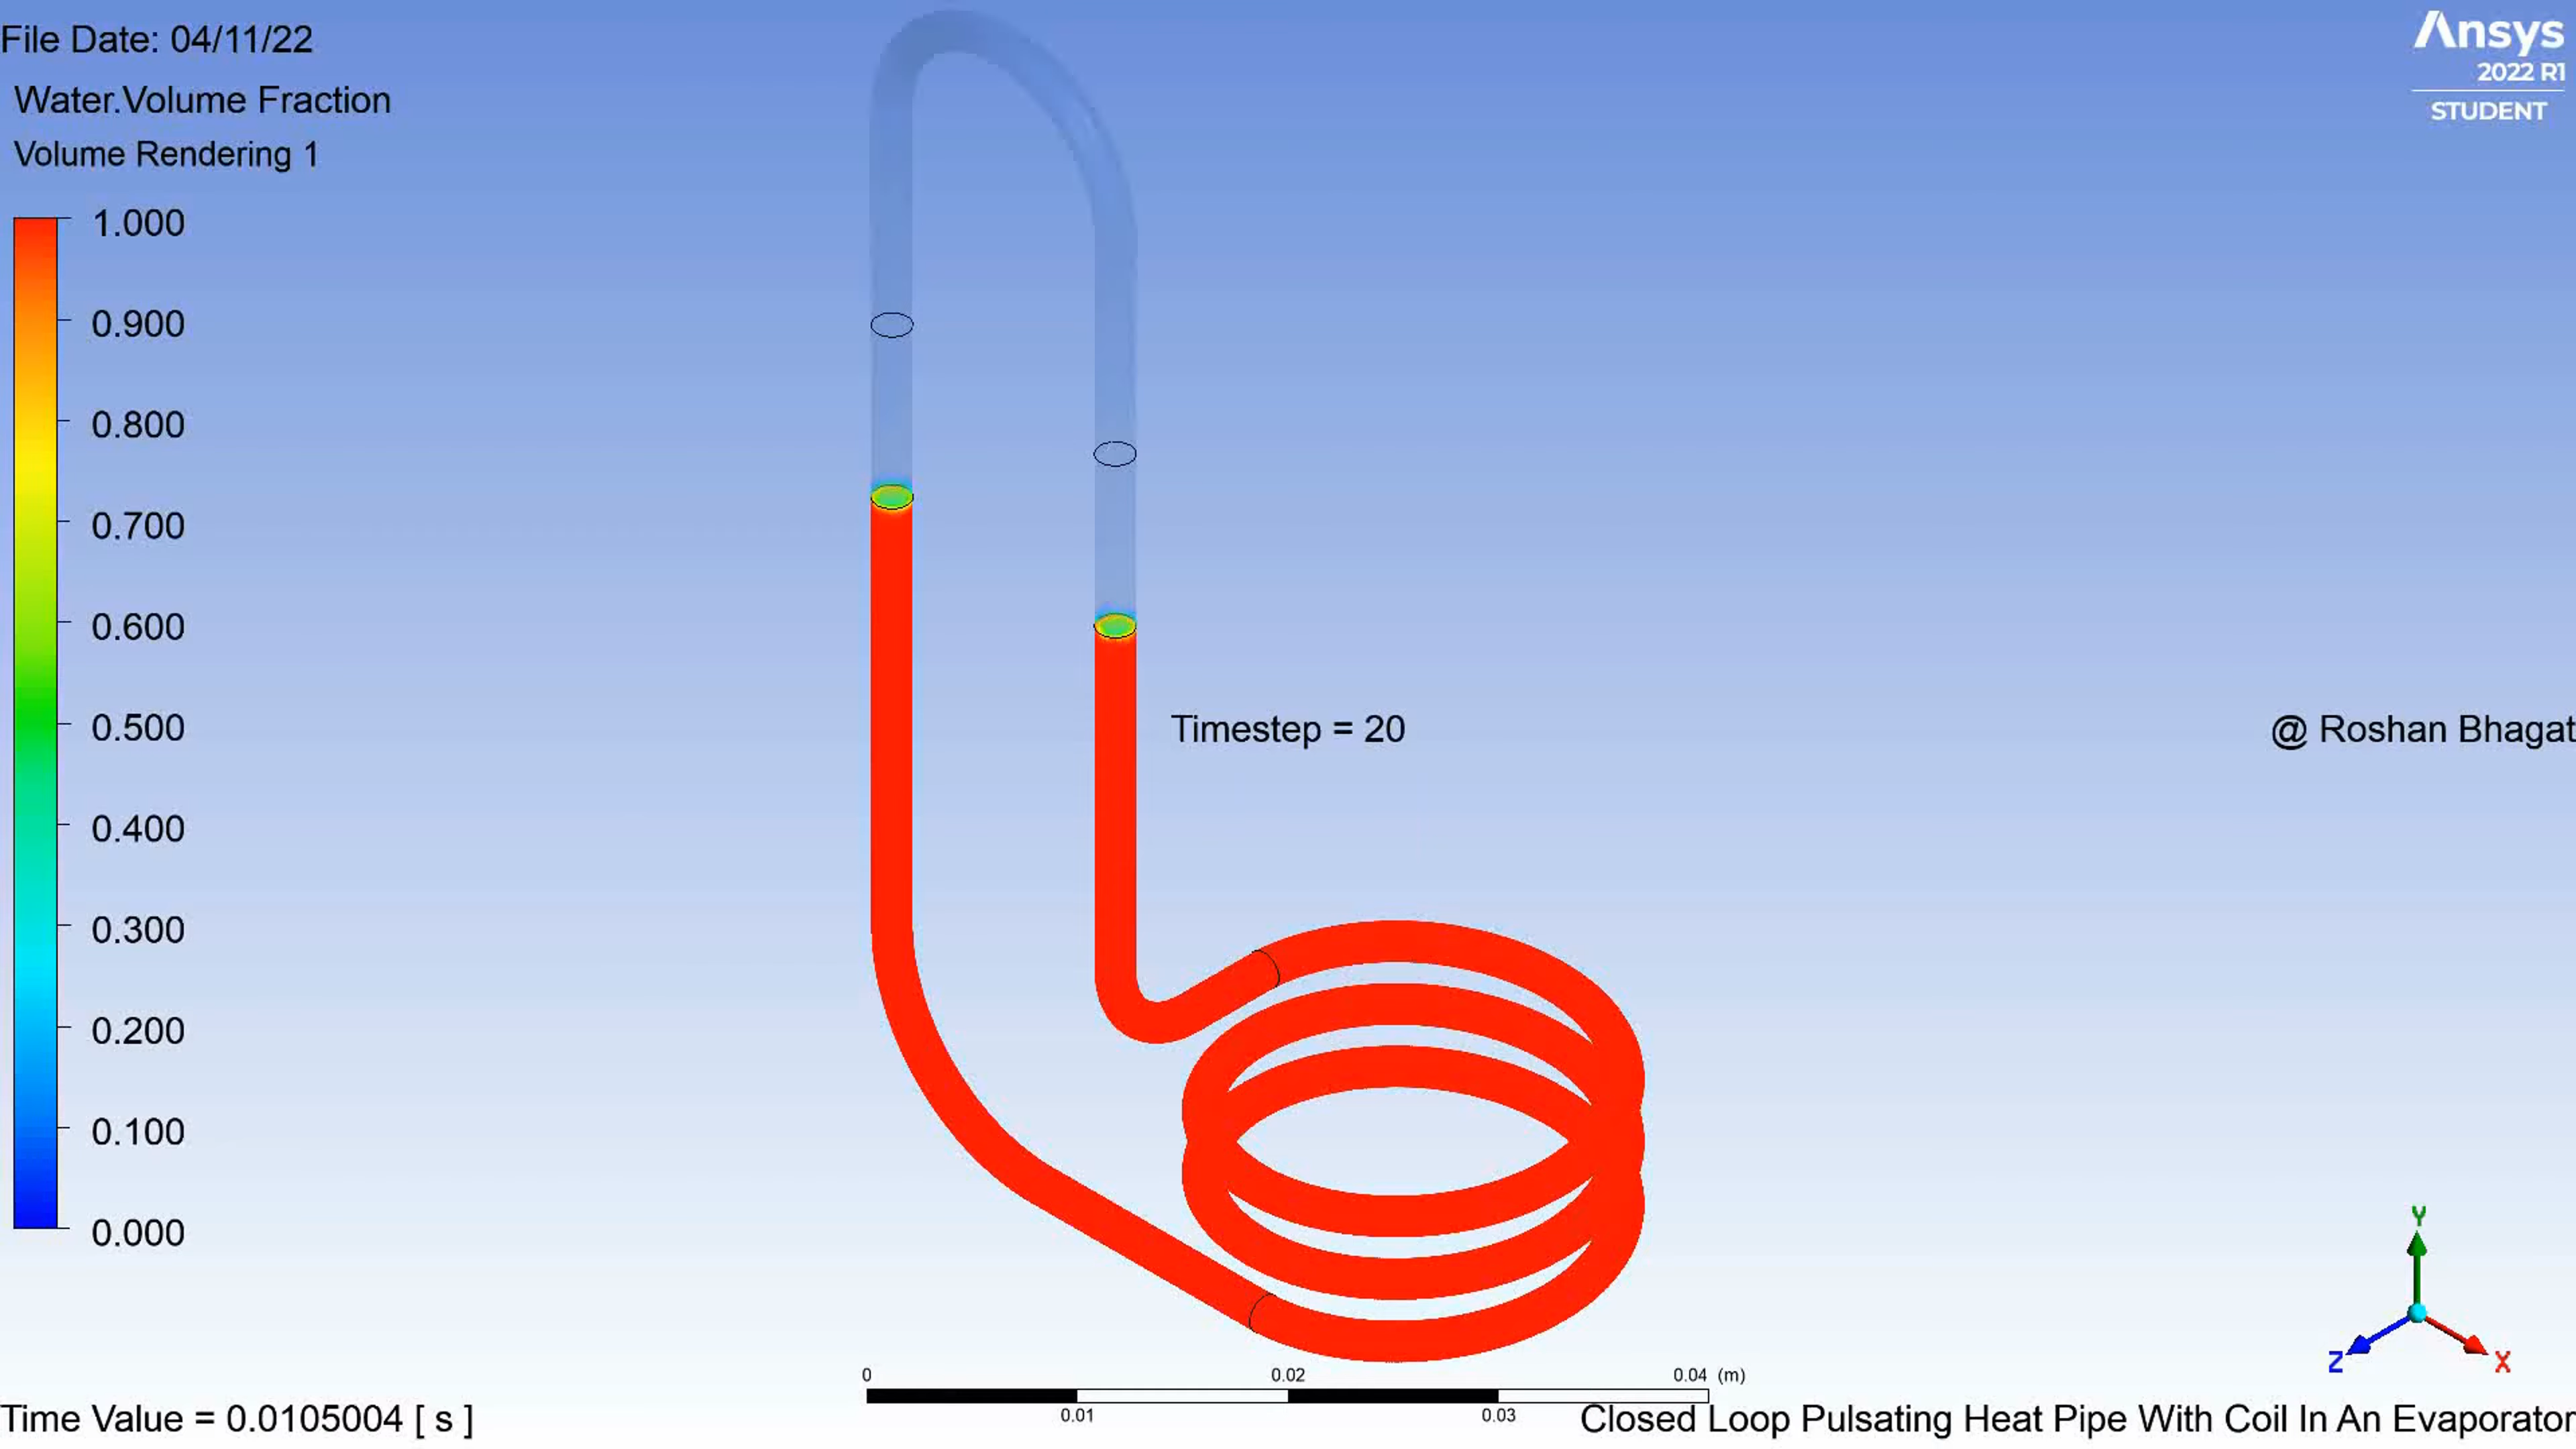 File Date: 04/11/22
Water.Volume Fraction
Volume Rendering 1
Ansys
2022 R1
STUDENT
1.000
0.900
0.800
0.700
0.600
0.500
0.400
0.300
0.200
0.100
0.000
Timestep = 20
@ Roshan Bhagat
Y
Z
X
0
0.02
0.04 (m)
0.01
0.03
Time Value = 0.0105004 [ s ]
Closed Loop Pulsating Heat Pipe With Coil In An Evaporator